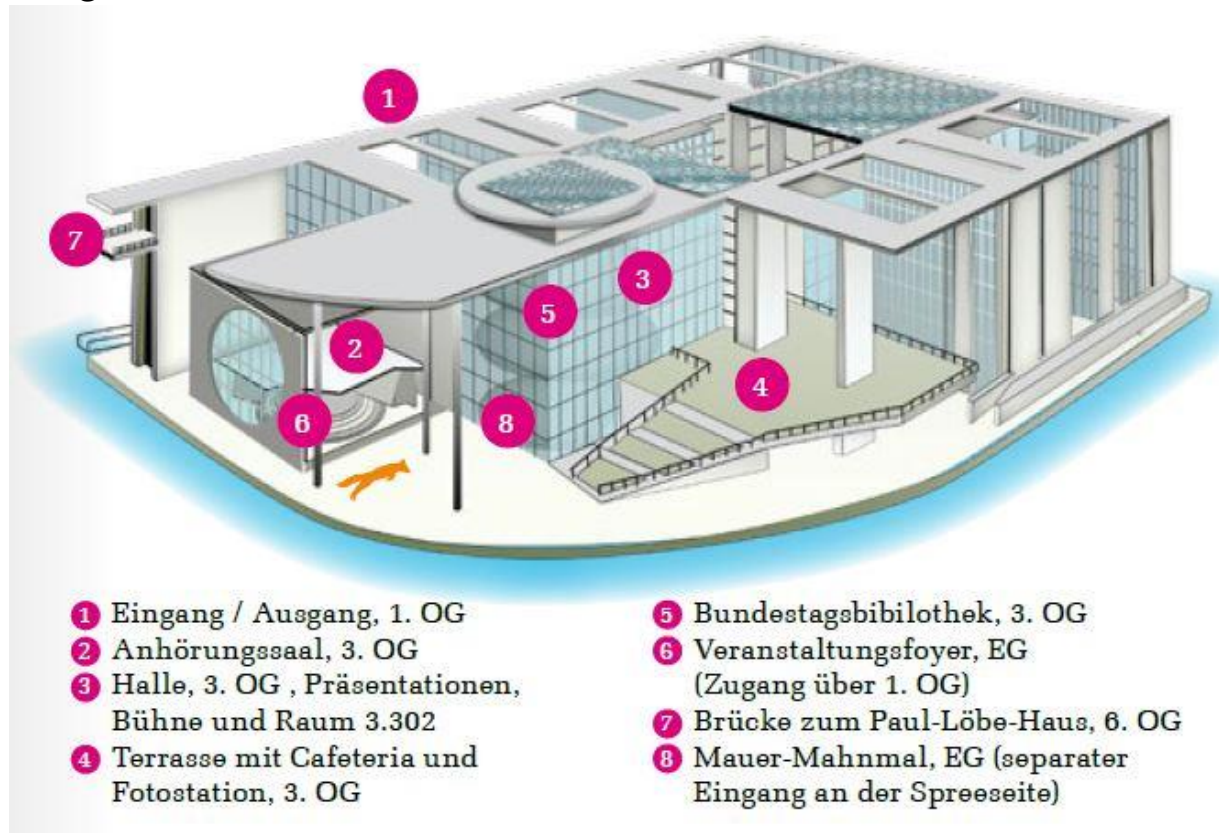 1
7
3
5
2
4
6
8
1 Eingang / Ausgang, 1. OG
2 Anhörungssaal, 3. OG
3 Halle, 3. OG , Präsentationen,
Bühne und Raum 3.302
4 Terrasse mit Cafeteria und
Fotostation, 3. OG
5 Bundestagsbibilothek, 3. OG
6 Veranstaltungsfoyer, EG
(Zugang über 1. OG)
7 Brücke zum Paul-Löbe-Haus, 6. OG
8 Mauer-Mahnmal, EG (separater
Eingang an der Spreeseite)